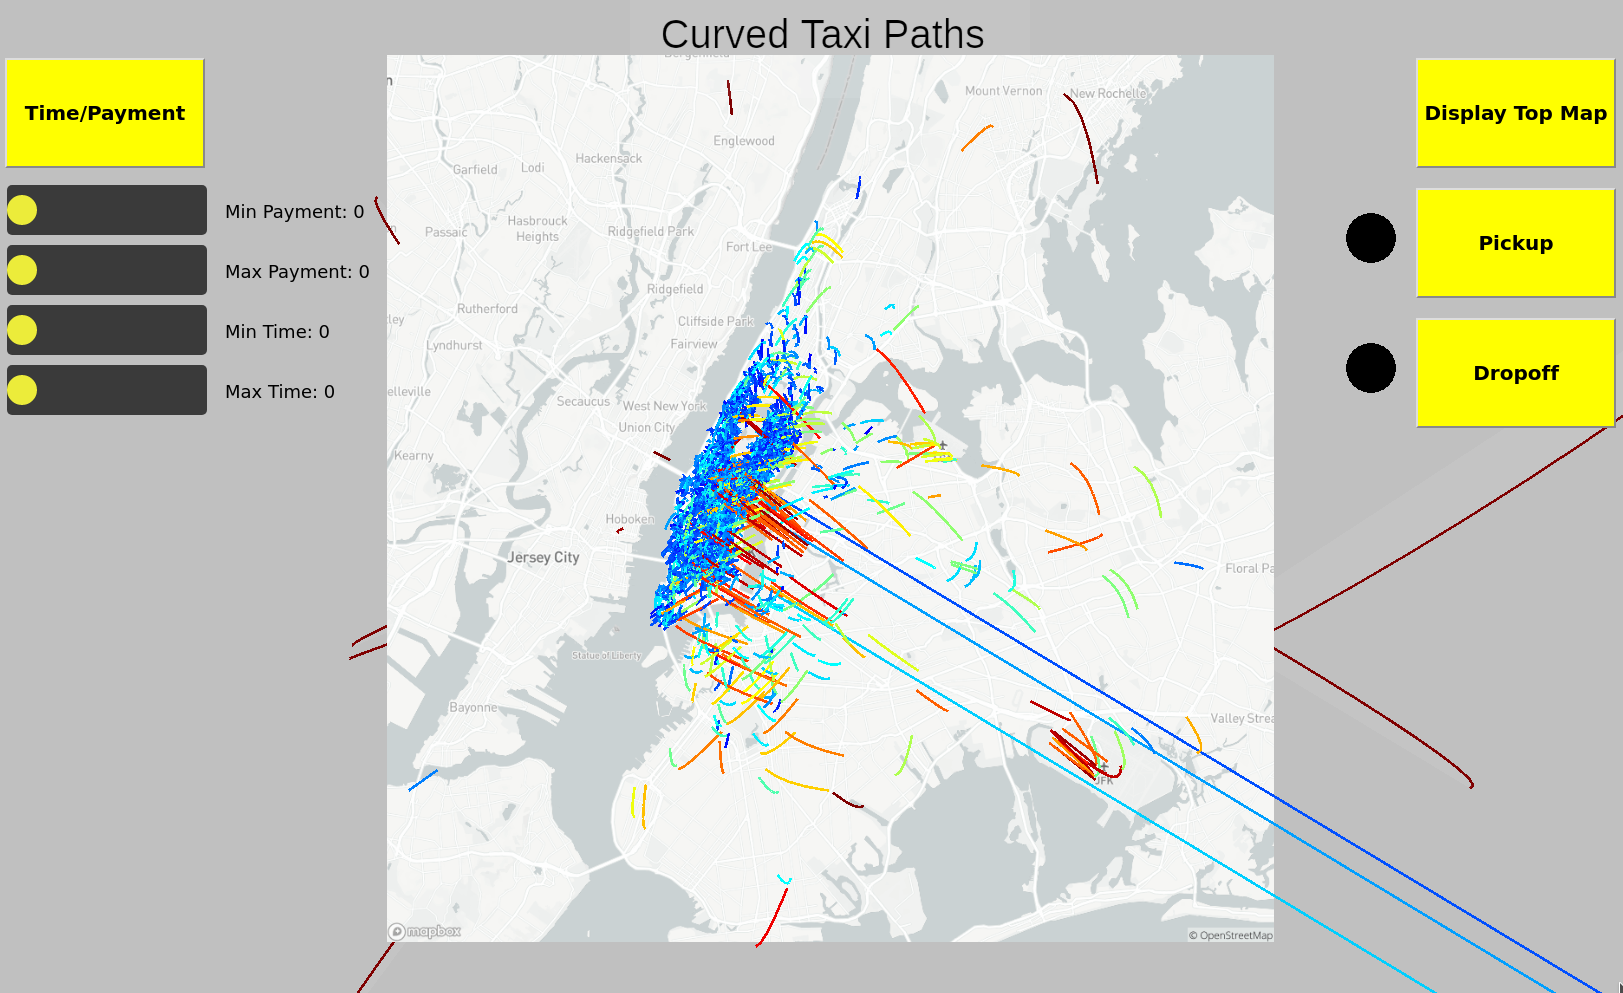 Curved Taxi Paths
Time/Payment
Min Payment: 0
Max Payment: 0
Min Time: 0
Max Time: 0
Display Top Map
Pickup
Dropoff
Mount Vernon
New Rochelle
Englewood
Hackensack
Garfield
Lodi
Hasbrouck
Heights
Passaic
Ridgefield Park
Fort Lee
Ridgefield
Rutherford
Cliffside Park
Lyndhurst
Fairview
elleville
Secaucus
West New York
Union City
Kearny
Hoboken
Jersey City
Floral Pa
Statue of Liberty
Bayonne
Valley Strea
JFK
mapbox
© OpenStreetMap